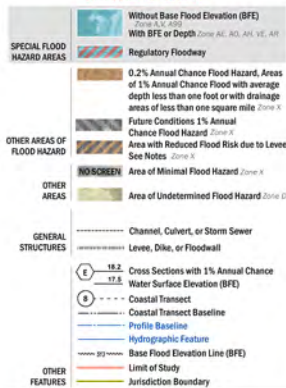 Without Base Flood Elevation (BFE)
Zone A, V, A99
With BFE or Depth Zone AE, AO, AH, VE, AR
SPECIAL FLOOD
HAZARD AREAS
Regulatory Floodway
0.2% Annual Chance Flood Hazard, Areas
of 1% Annual Chance Flood with average
depth less than one foot or with drainage
areas of less than one square mile Zone X
Future Conditions 1% Annual
Chance Flood Hazard Zone X
OTHER AREAS OF
FLOOD HAZARD
Area with Reduced Flood Risk due to Levee
See Notes Zone X
NO SCREEN Area of Minimal Flood Hazard Zone X
OTHER
AREAS
Area of Undetermined Flood Hazard Zone D
GENERAL
STRUCTURES
Channel, Culvert, or Storm Sewer
Levee, Dike, or Floodwall
E 18.2 Cross Sections with 1% Annual Chance
17.5 Water Surface Elevation (BFE)
8 Coastal Transect
Coastal Transect Baseline
Profile Baseline
Hydrographic Feature
513 Base Flood Elevation Line (BFE)
OTHER
FEATURES
Limit of Study
Jurisdiction Boundary